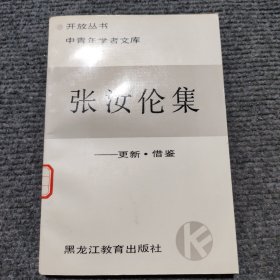 开放丛书
中青年学者文库
张汝伦集
——更新·借鉴
黑龙江教育出版社